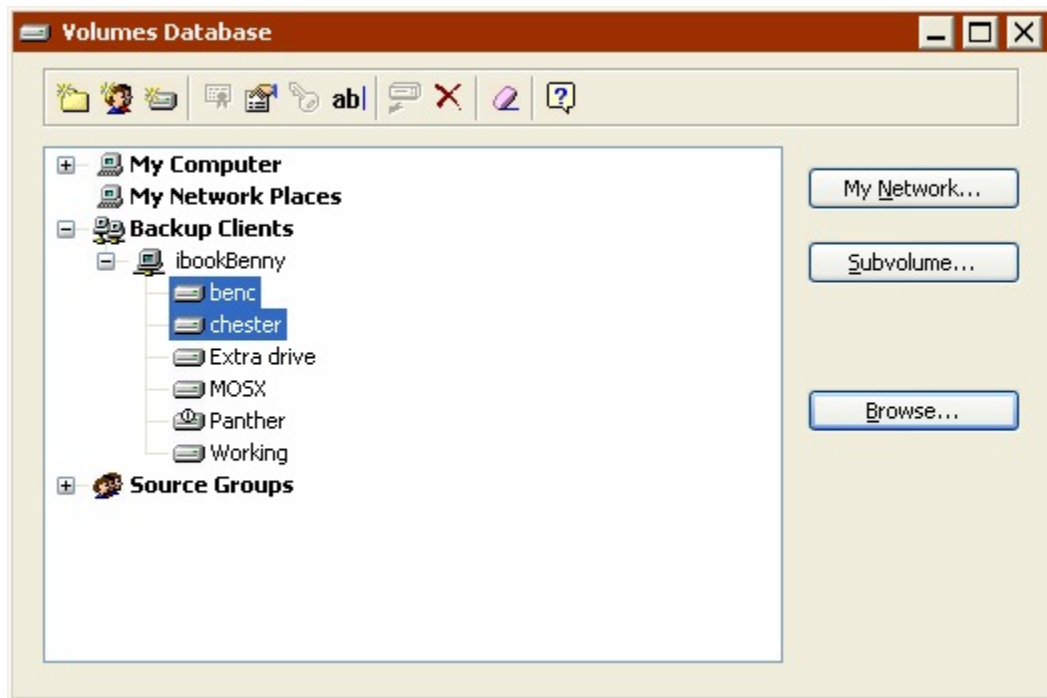 Volumes Database
ab|
My Computer
My Network Places
Backup Clients
ibookBenny
benc
chester
Extra drive
MOSX
Panther
Working
Source Groups
My Network...
Subvolume...
Browse...